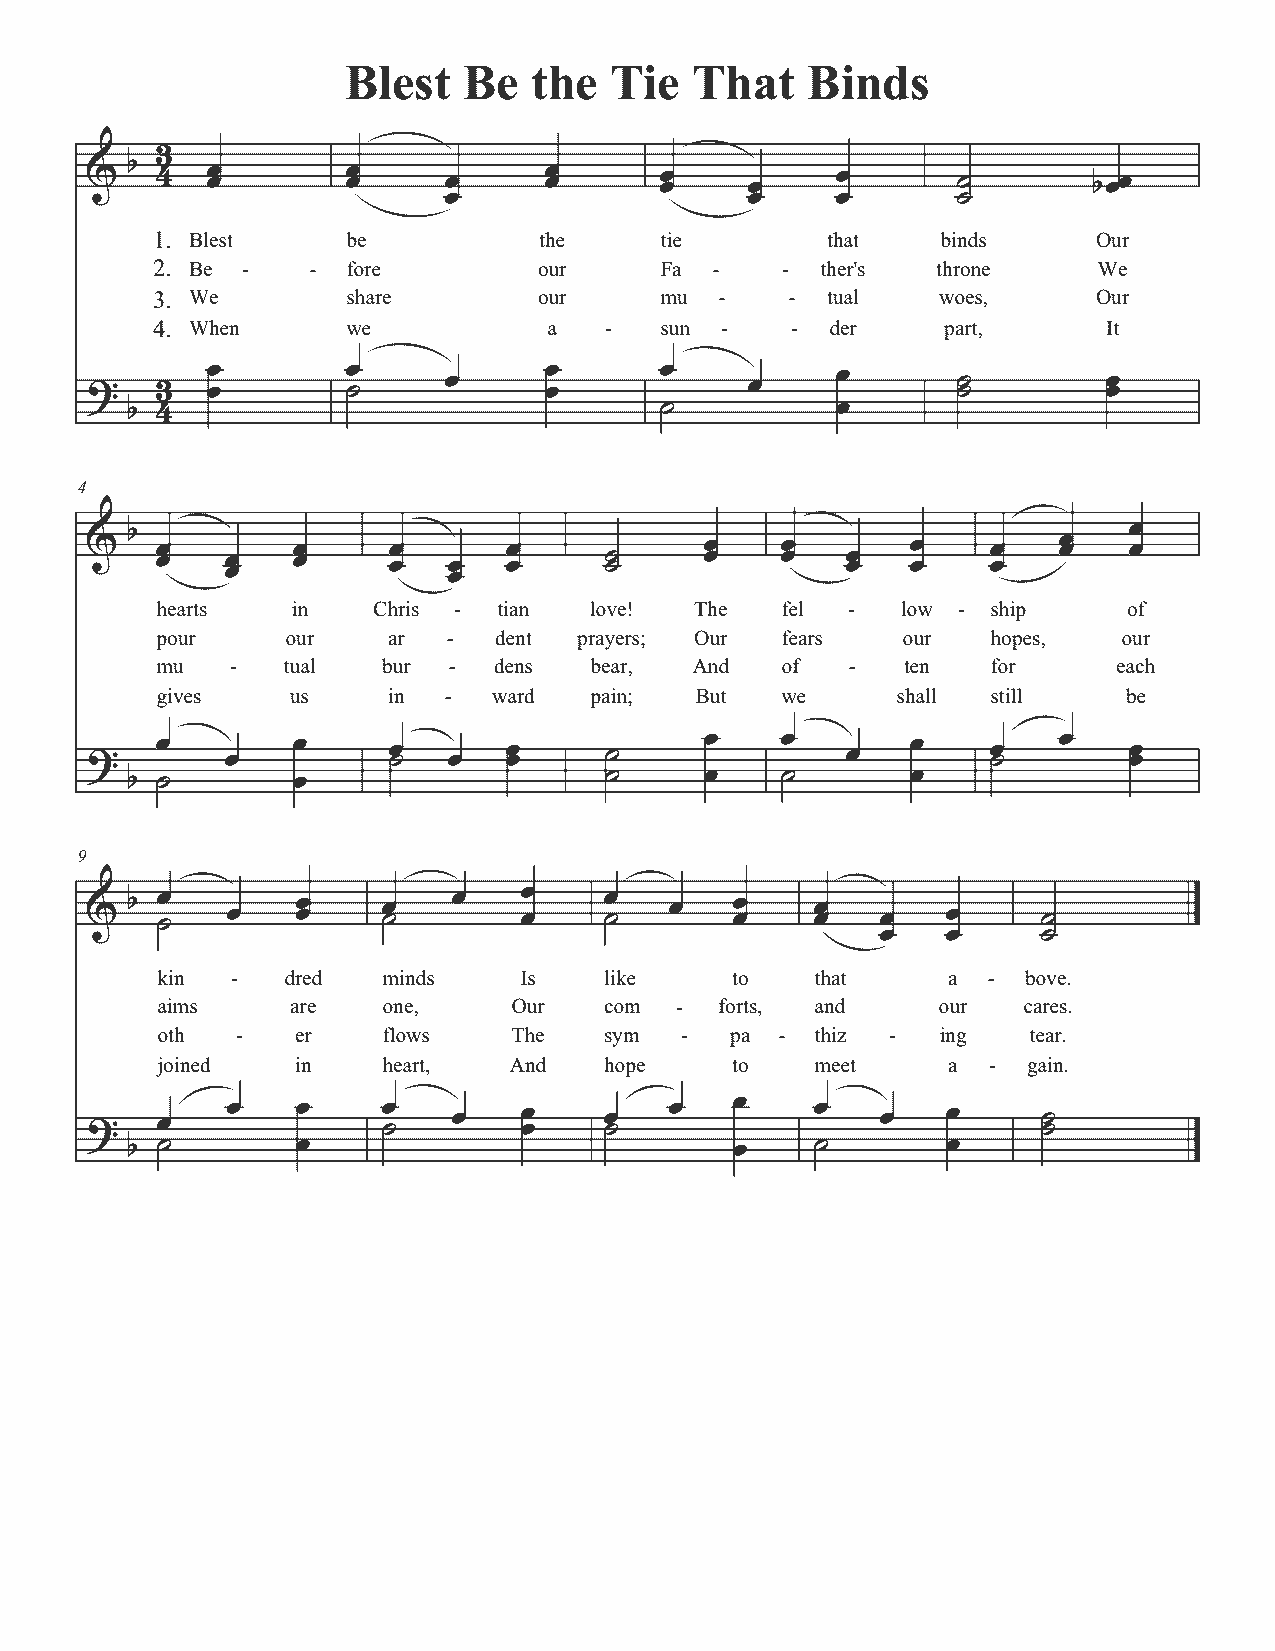 Blest Be the Tie That Binds
3
4
1. Blest be the tie that binds Our
2. Be - - fore our Fa - - ther's throne We
3. We share our mu - - tual woes, Our
4. When we a - sun - - der part, It
3
4
4
hearts in Chris - tian love! The fel - low - ship of
pour our ar - dent prayers; Our fears our hopes, our
mu - tual bur - dens bear, And of - ten for each
gives us in - ward pain; But we shall still be
9
kin - dred minds Is like to that a - bove.
aims are one, Our com - forts, and our cares.
oth - er flows The sym - pa - thiz - ing tear.
joined in heart, And hope to meet a - gain.